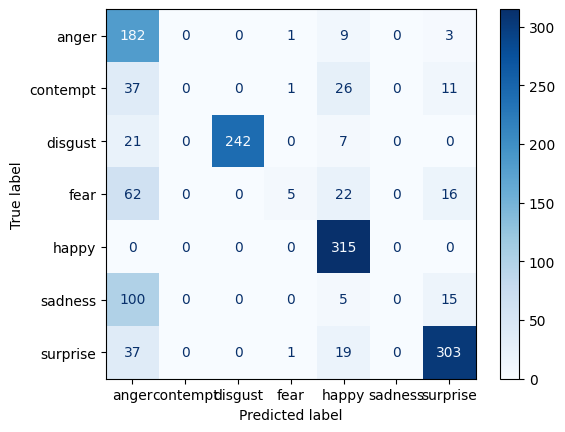 anger 182 0 0 1 9 0 3
contempt 37 0 0 1 26 0 11
disgust 21 0 242 0 7 0 0
fear 62 0 0 5 22 0 16
happy 0 0 0 0 315 0 0
sadness 100 0 0 0 5 0 15
surprise 37 0 0 1 19 0 303
anger contempt disgust fear happy sadness surprise
Predicted label
True label
300
250
200
150
100
50
0